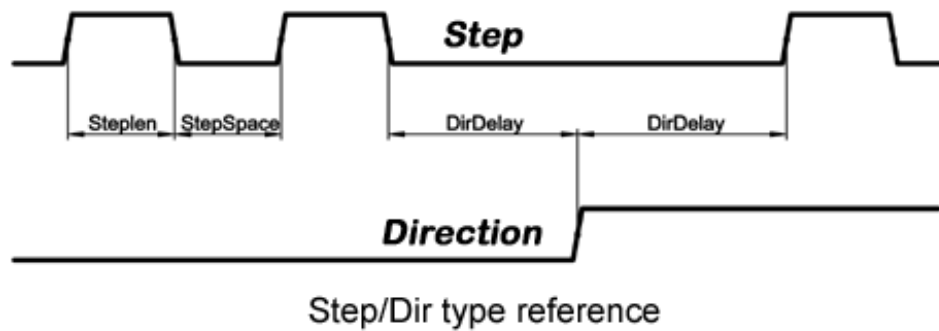 Step
Steplen StepSpace DirDelay DirDelay
Direction
Step/Dir type reference